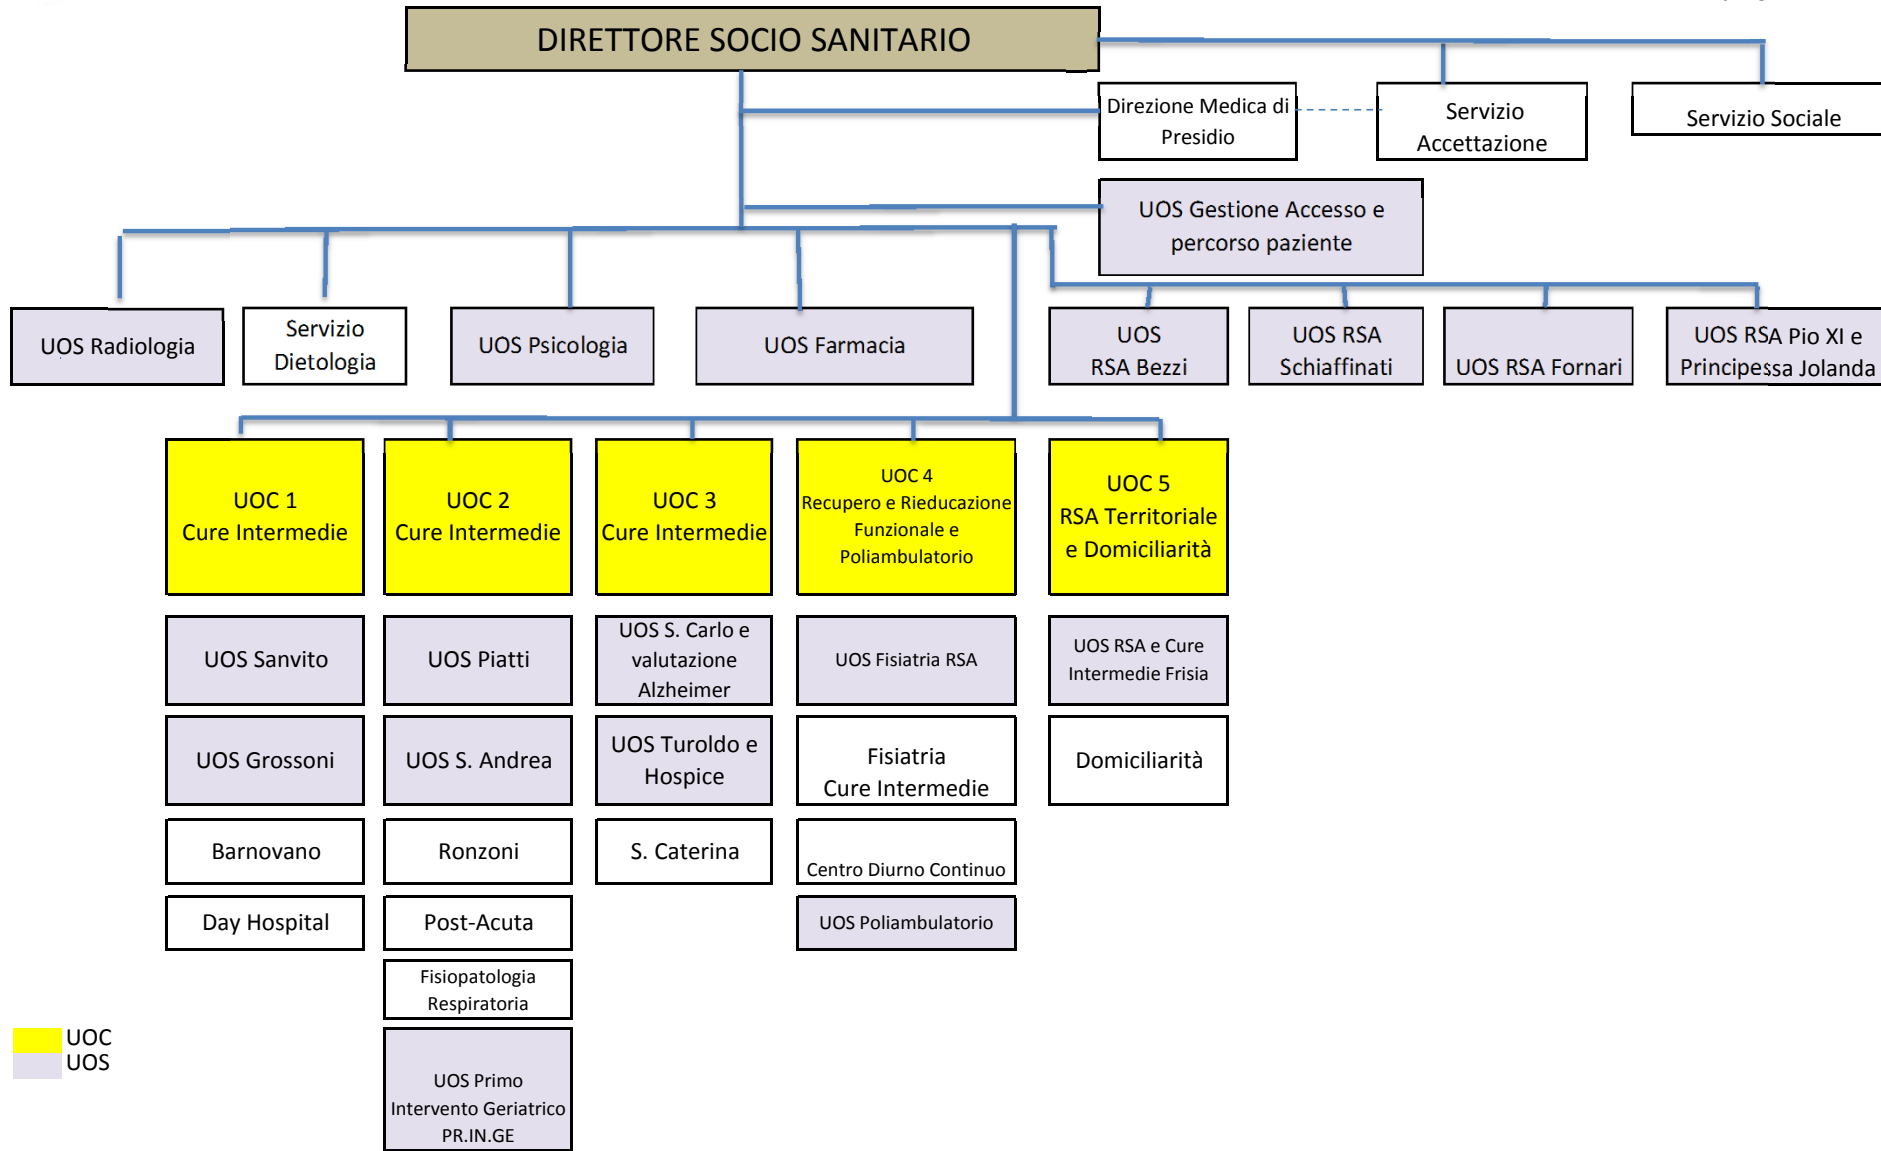 DIRETTORE SOCIO SANITARIO
Direzione Medica di
Presidio
Servizio
Accettazione
Servizio Sociale
UOS Gestione Accesso e
percorso paziente
UOS Radiologia
Servizio
Dietologia
UOS Psicologia
UOS Farmacia
UOS
RSA Bezzi
UOS RSA
Schiaffinati
UOS RSA Fornari
UOS RSA Pio XI e
Principessa Jolanda
UOC 1
Cure Intermedie
UOC 2
Cure Intermedie
UOC 3
Cure Intermedie
UOC 4
Recupero e Rieducazione
Funzionale e
Poliambulatorio
UOC 5
RSA Territoriale
e Domiciliarità
UOS Sanvito
UOS Piatti
UOS S. Carlo e
valutazione
Alzheimer
UOS Fisiatria RSA
UOS RSA e Cure
Intermedie Frisia
UOS Grossoni
UOS S. Andrea
UOS Turoldo e
Hospice
Fisiatria
Cure Intermedie
Domiciliarità
Barnovano
Ronzoni
S. Caterina
Centro Diurno Continuo
Day Hospital
Post-Acuta
UOS Poliambulatorio
Fisiopatologia
Respiratoria
UOS Primo
Intervento Geriatrico
PR.IN.GE
UOC
UOS